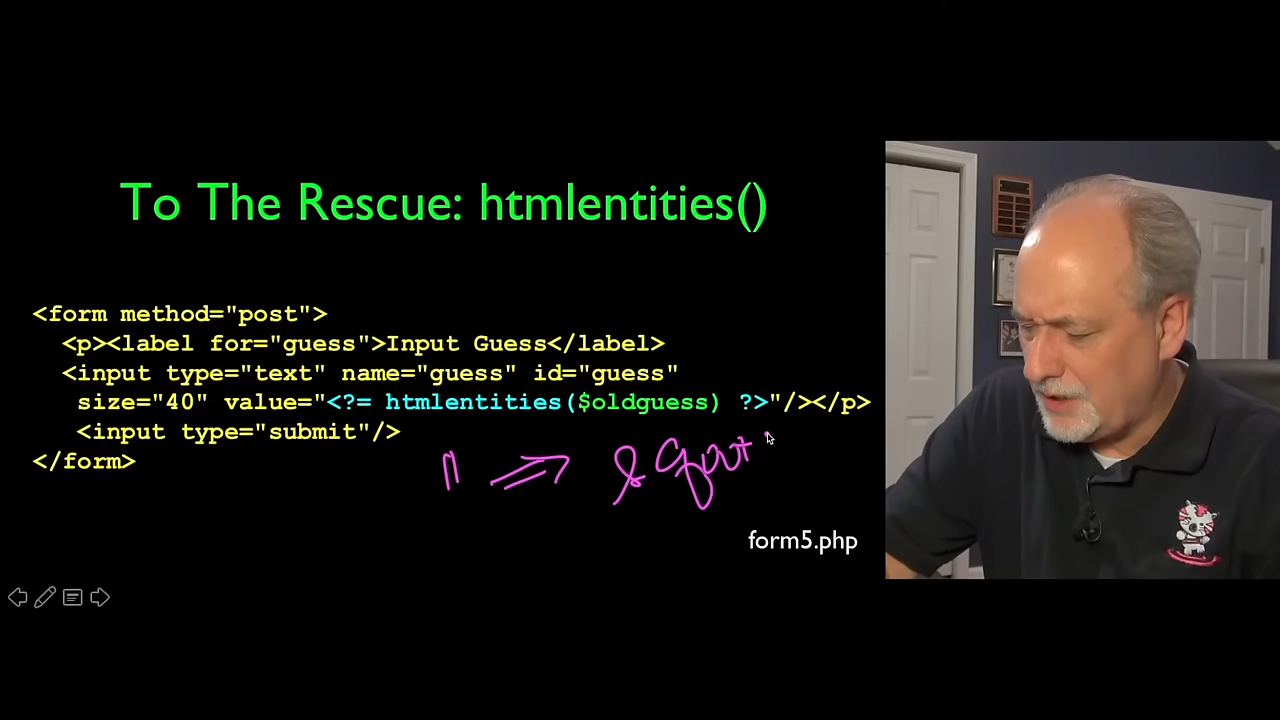 To The Rescue: htmlentities()
<form method="post">
<p><label for="guess">Input Guess</label>
<input type="text" name="guess" id="guess"
size="40" value="<?= htmlentities($oldguess) ?>"/></p>
<input type="submit"/>
</form>
" ⇒ &quot;
form5.php